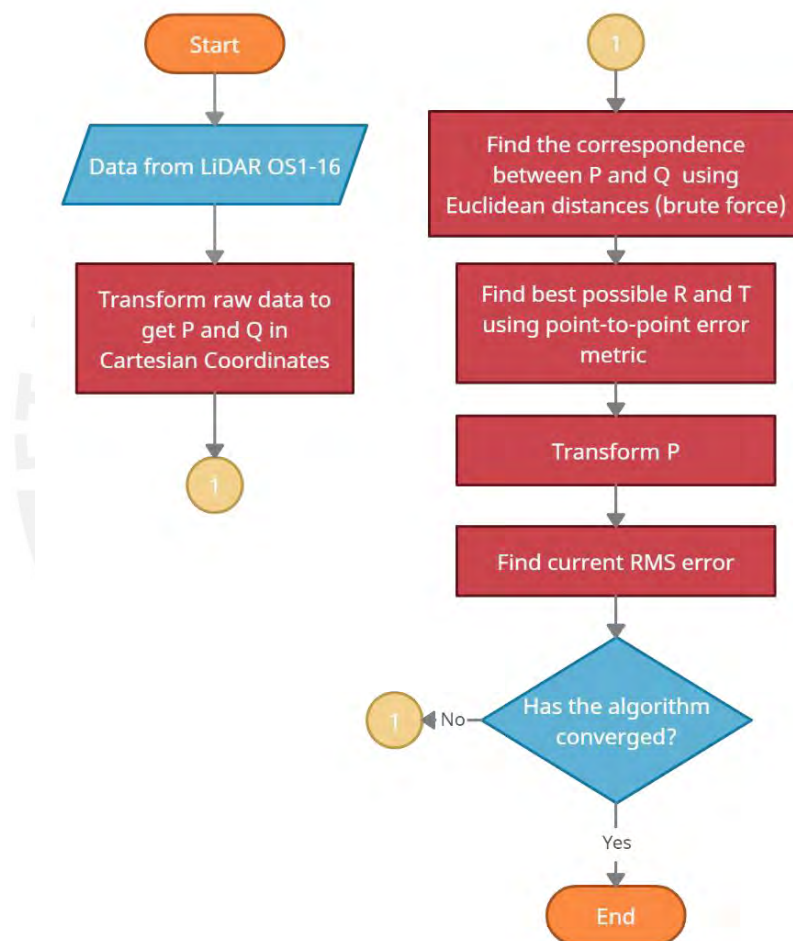 Start
Data from LiDAR OS1-16
Transform raw data to
get P and Q in
Cartesian Coordinates
1
1
Find the correspondence
between P and Q using
Euclidean distances (brute force)
Find best possible R and T
using point-to-point error
metric
Transform P
Find current RMS error
Has the algorithm
converged?
No
1
Yes
End